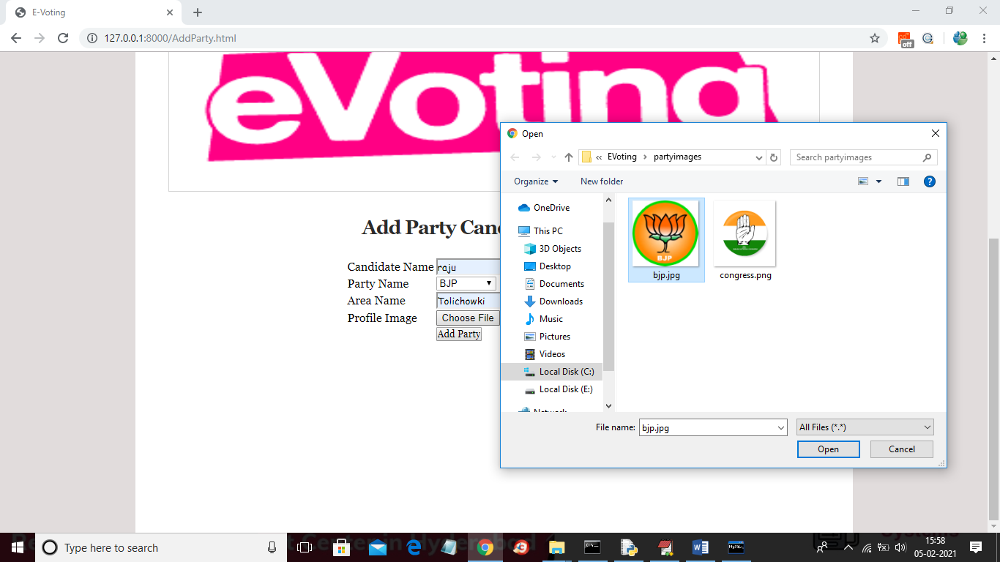 E-Voting
127.0.0.1:8000/AddParty.html
off
eVoting
Open
« EVoting > partyimages
Search partyimages
Organize
New folder
OneDrive
This PC
3D Objects
Desktop
Documents
Downloads
Music
Pictures
Videos
Local Disk (C:)
Local Disk (E:)
Network
BJP
bjp.jpg
congress.png
File name:
bjp.jpg
All Files (*.*)
Open
Cancel
Add Party
Candidate Name
raju
Party Name
BJP
Area Name
Tolichowki
Profile Image
Choose File
Add Party
Type here to search
15:58
05-02-2021